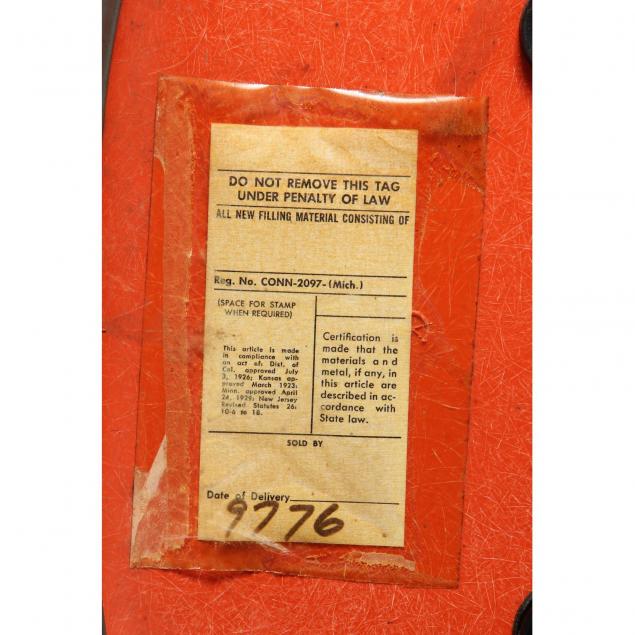 DO NOT REMOVE THIS TAG
UNDER PENALTY OF LAW
ALL NEW FILLING MATERIAL CONSISTING OF
Reg. No. CONN-2097-(Mich.)
(SPACE FOR STAMP
WHEN REQUIRED)
This article is made
in compliance with
an act of: Dist. of
Col. approved July
3, 1926; Kansas ap-
proved March 1923;
Minn. approved April
24, 1929; New Jersey
Revised Statutes 26:
10-6 to 18.
Certification is
made that the
materials and
metal, if any, in
this article are
described in ac-
cordance with
State law.
SOLD BY
Date of Delivery
9776